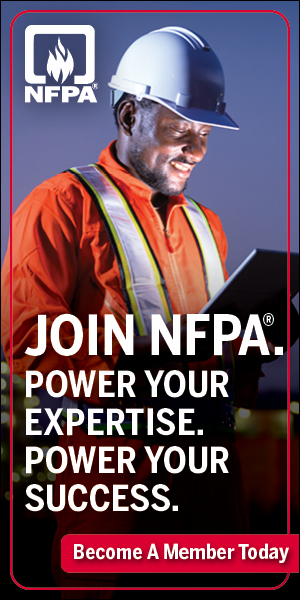 NFPA®
JOIN NFPA®.
POWER YOUR
EXPERTISE.
POWER YOUR
SUCCESS.
Become A Member Today